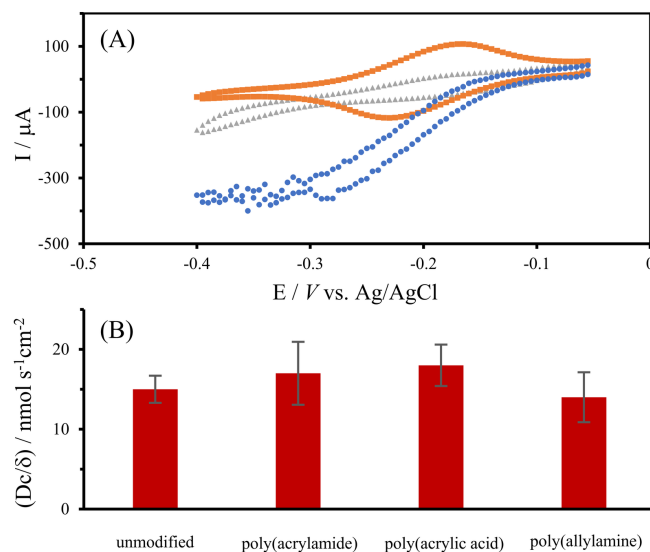 (A)
100
-100
-300
-500
I / μA
-0.5
-0.4
-0.3
-0.2
-0.1
0
E / V vs. Ag/AgCl
(B)
20
10
0
(Dc/δ) / nmol s⁻¹cm⁻²
unmodified
poly(acrylamide)
poly(acrylic acid)
poly(allylamine)